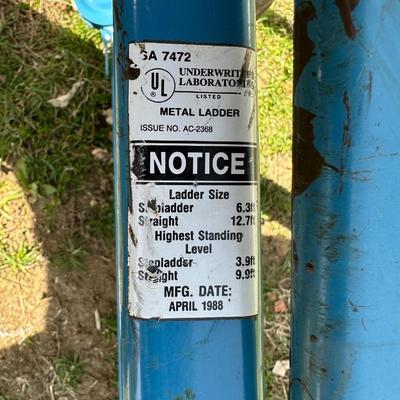 SA 7472
UL
UNDERWRITERS
LABORATORIES
LISTED
METAL LADDER
ISSUE NO. AC-2368
NOTICE
Ladder Size
Stepladder 6.3ft
Straight 12.7ft
Highest Standing
Level
Stepladder 3.9ft
Straight 9.9ft
MFG. DATE:
APRIL 1988